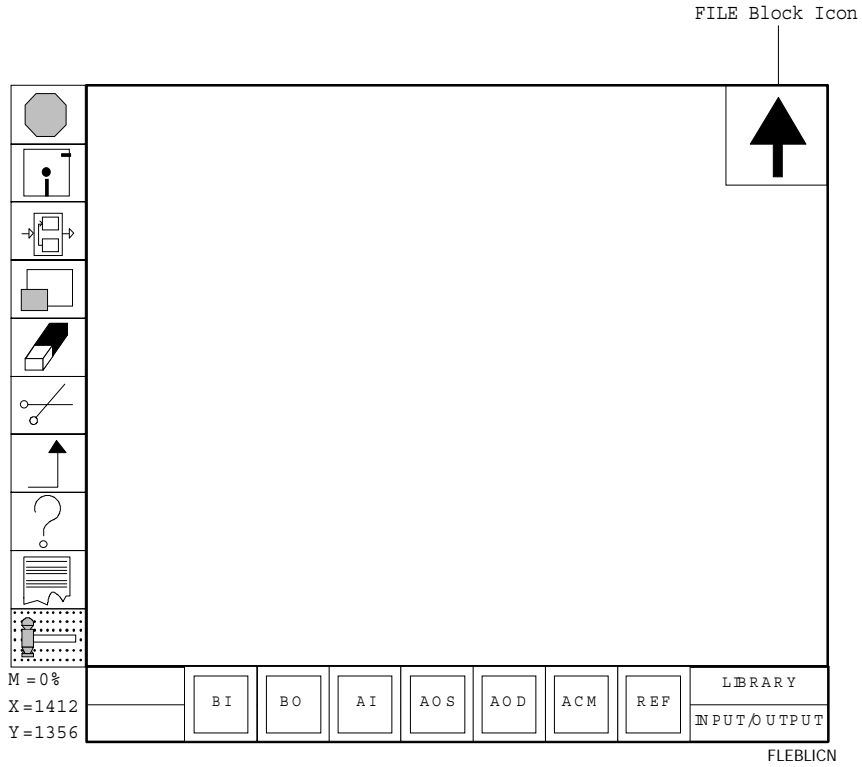 FILE Block Icon
M=0%
X=1412
Y=1356
BI
BO
AI
AOS
AOD
ACM
REF
LIBRARY
INPUT/OUTPUT
FLEBLICN